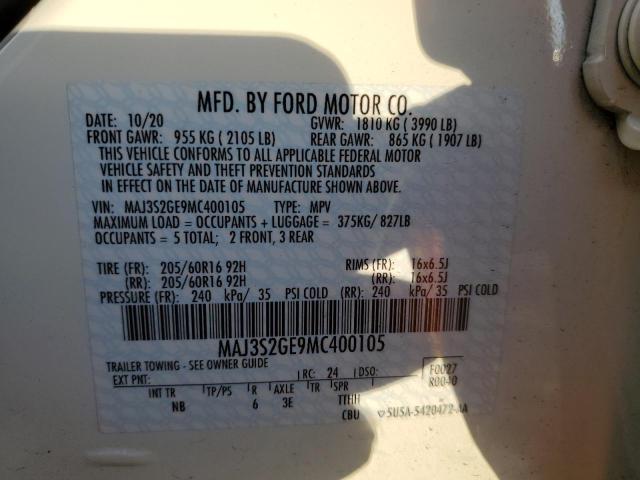 MFD. BY FORD MOTOR CO.
DATE: 10/20 GVWR: 1810 KG ( 3990 LB)
FRONT GAWR: 955 KG ( 2105 LB) REAR GAWR: 865 KG ( 1907 LB)
THIS VEHICLE CONFORMS TO ALL APPLICABLE FEDERAL MOTOR
VEHICLE SAFETY AND THEFT PREVENTION STANDARDS
IN EFFECT ON THE DATE OF MANUFACTURE SHOWN ABOVE.
VIN: MAJ3S2GE9MC400105 TYPE: MPV
MAXIMUM LOAD = OCCUPANTS + LUGGAGE = 375KG/ 827LB
OCCUPANTS = 5 TOTAL; 2 FRONT, 3 REAR
TIRE (FR): 205/60R16 92H RIMS (FR): 16x6.5J
(RR): 205/60R16 92H (RR): 16x6.5J
PRESSURE (FR): 240 kPa/ 35 PSI COLD (RR): 240 kPa/ 35 PSI COLD
MAJ3S2GE9MC400105
TRAILER TOWING - SEE OWNER GUIDE
EXT PNT: RC: 24 DSO: F0027
R0040
INT TR TP/PS R AXLE TR SPR
NB 6 3E TTHH
CBU 5USA-5420472-AA